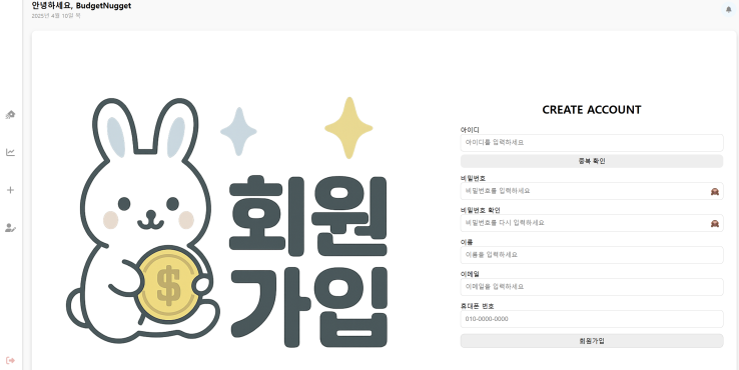 안녕하세요, BudgetNugget
2025년 4월 10일 목
회원
가입
$
CREATE ACCOUNT
아이디
아이디를 입력하세요
중복 확인
비밀번호
비밀번호를 입력하세요
비밀번호 확인
비밀번호를 다시 입력하세요
이름
이름을 입력하세요
이메일
이메일을 입력하세요
휴대폰 번호
010-0000-0000
회원가입